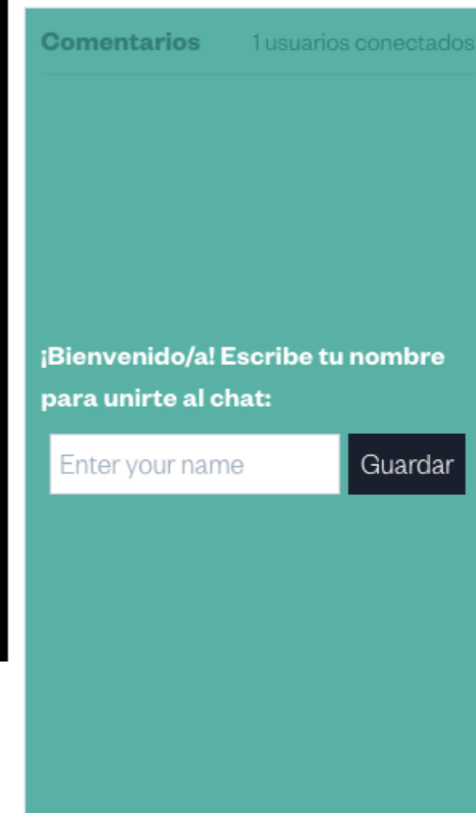 Comentarios 1 usuarios conectados
¡Bienvenido/a! Escribe tu nombre
para unirte al chat:
Enter your name Guardar